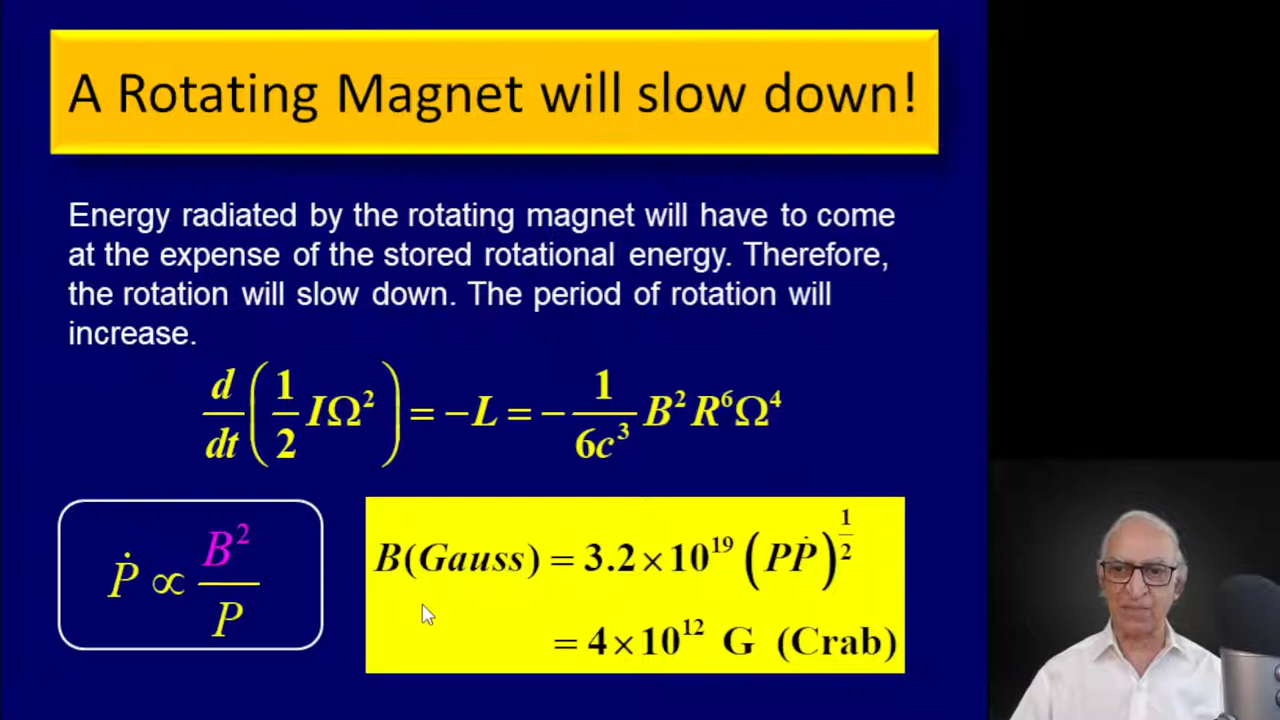 A Rotating Magnet will slow down!
Energy radiated by the rotating magnet will have to come
at the expense of the stored rotational energy. Therefore,
the rotation will slow down. The period of rotation will
increase.
d/dt (1/2 IΩ²) = −L = − 1/6c³ B²R⁶Ω⁴
Ṗ ∝ B²/P
B(Gauss) = 3.2×10¹⁹ (PṖ)^1/2
= 4×10¹² G (Crab)